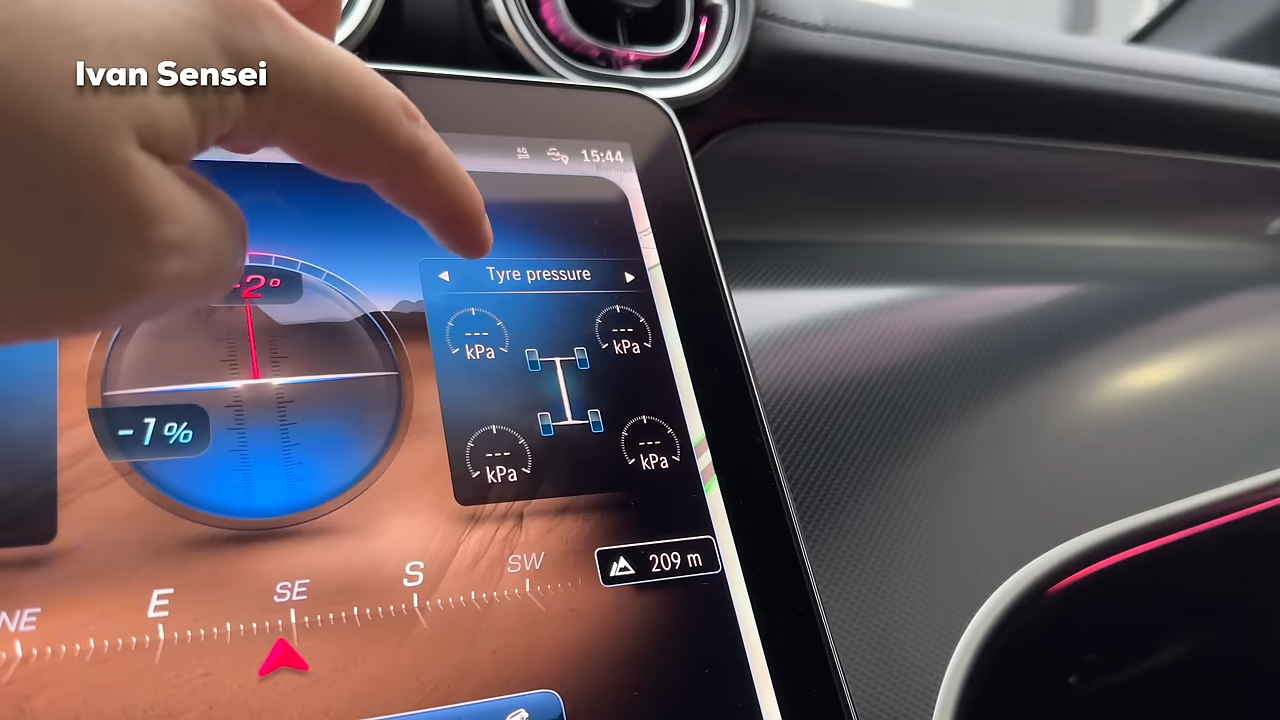 Ivan Sensei
15:44
Tyre pressure
-2°
---
kPa
---
kPa
-1%
---
kPa
---
kPa
209 m
NE
E
SE
S
SW